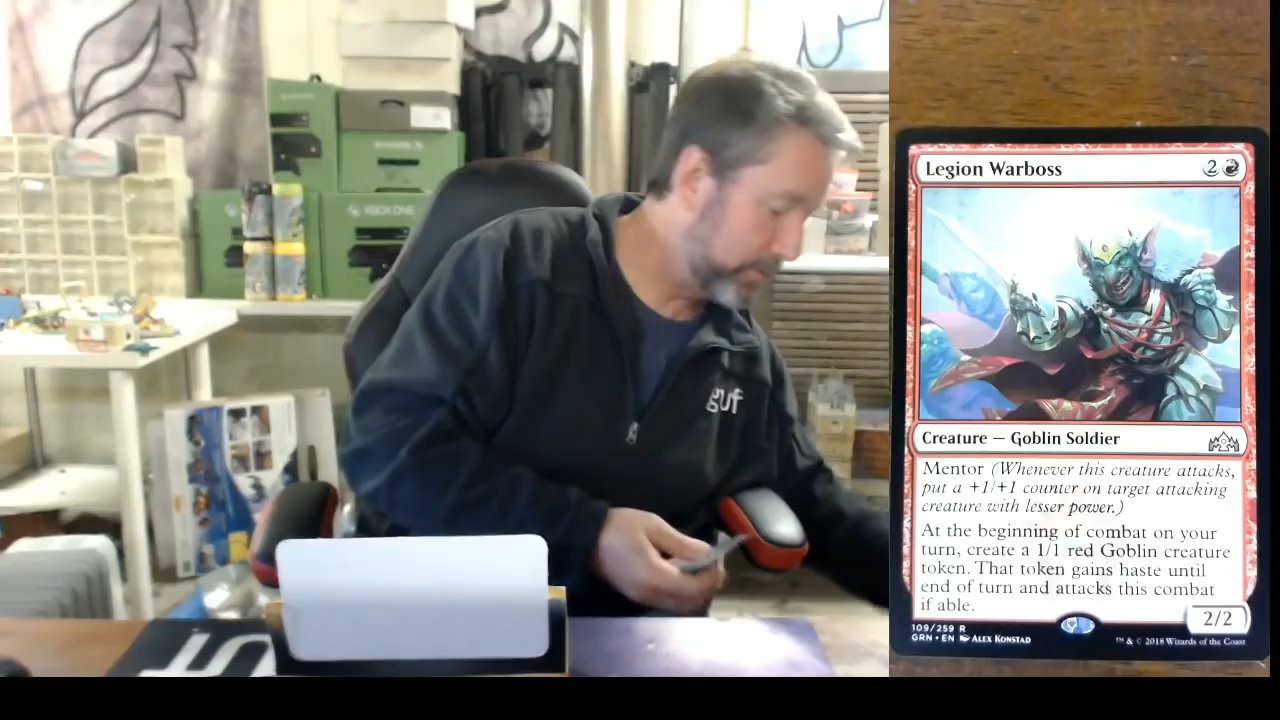 XBOX ONE
guf
Legion Warboss
2
Creature — Goblin Soldier
Mentor (Whenever this creature attacks,
put a +1/+1 counter on target attacking
creature with lesser power.)
At the beginning of combat on your
turn, create a 1/1 red Goblin creature
token. That token gains haste until
end of turn and attacks this combat
if able.
2/2
109/259 R
GRN • EN Alex Konstad
™ & © 2018 Wizards of the Coast